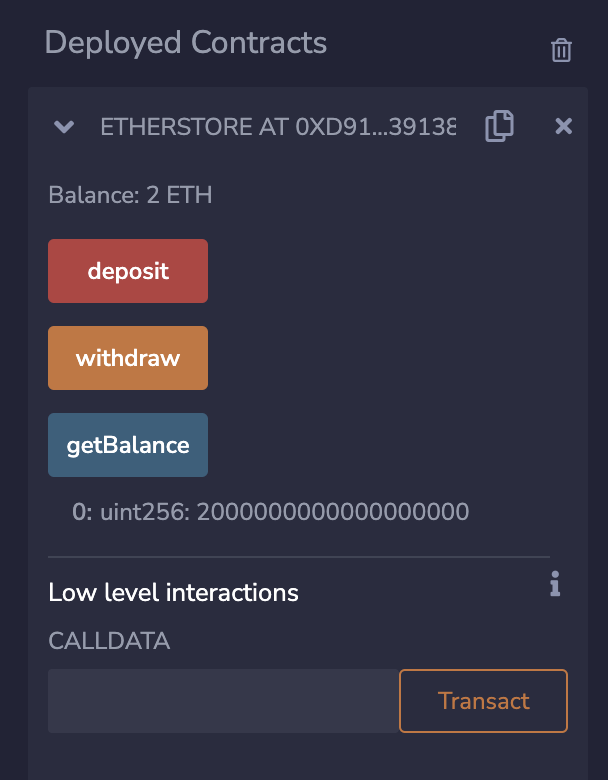 Deployed Contracts
ETHERSTORE AT 0XD91...39138
Balance: 2 ETH
deposit
withdraw
getBalance
0: uint256: 2000000000000000000
Low level interactions
CALLDATA
Transact